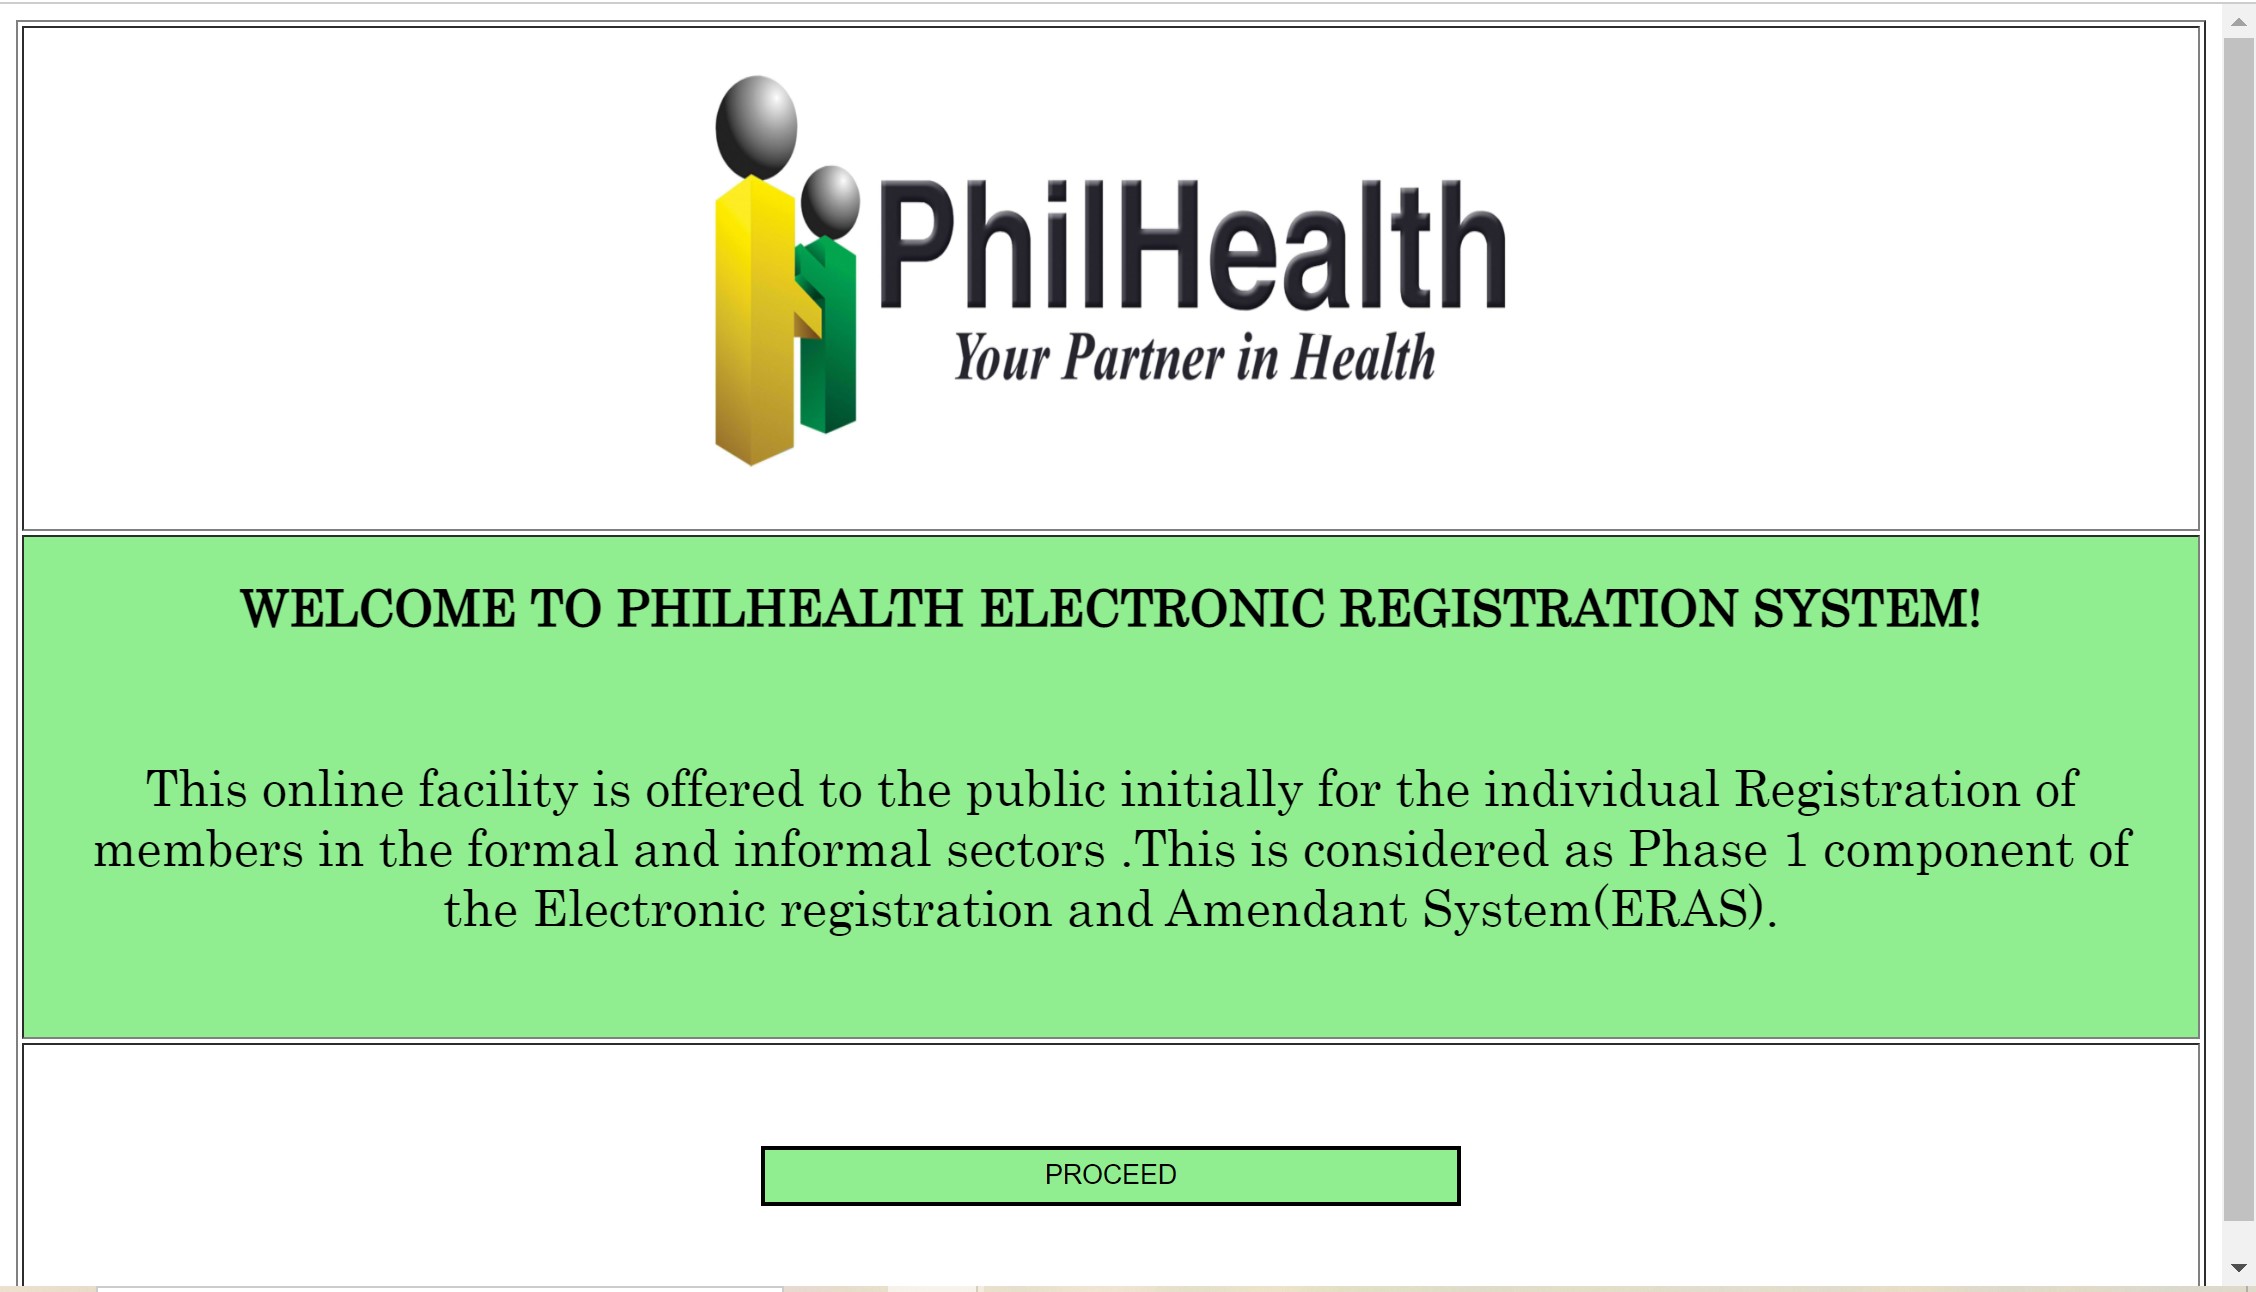 PhilHealth
Your Partner in Health
WELCOME TO PHILHEALTH ELECTRONIC REGISTRATION SYSTEM!
This online facility is offered to the public initially for the individual Registration of
members in the formal and informal sectors .This is considered as Phase 1 component of
the Electronic registration and Amendant System(ERAS).
PROCEED